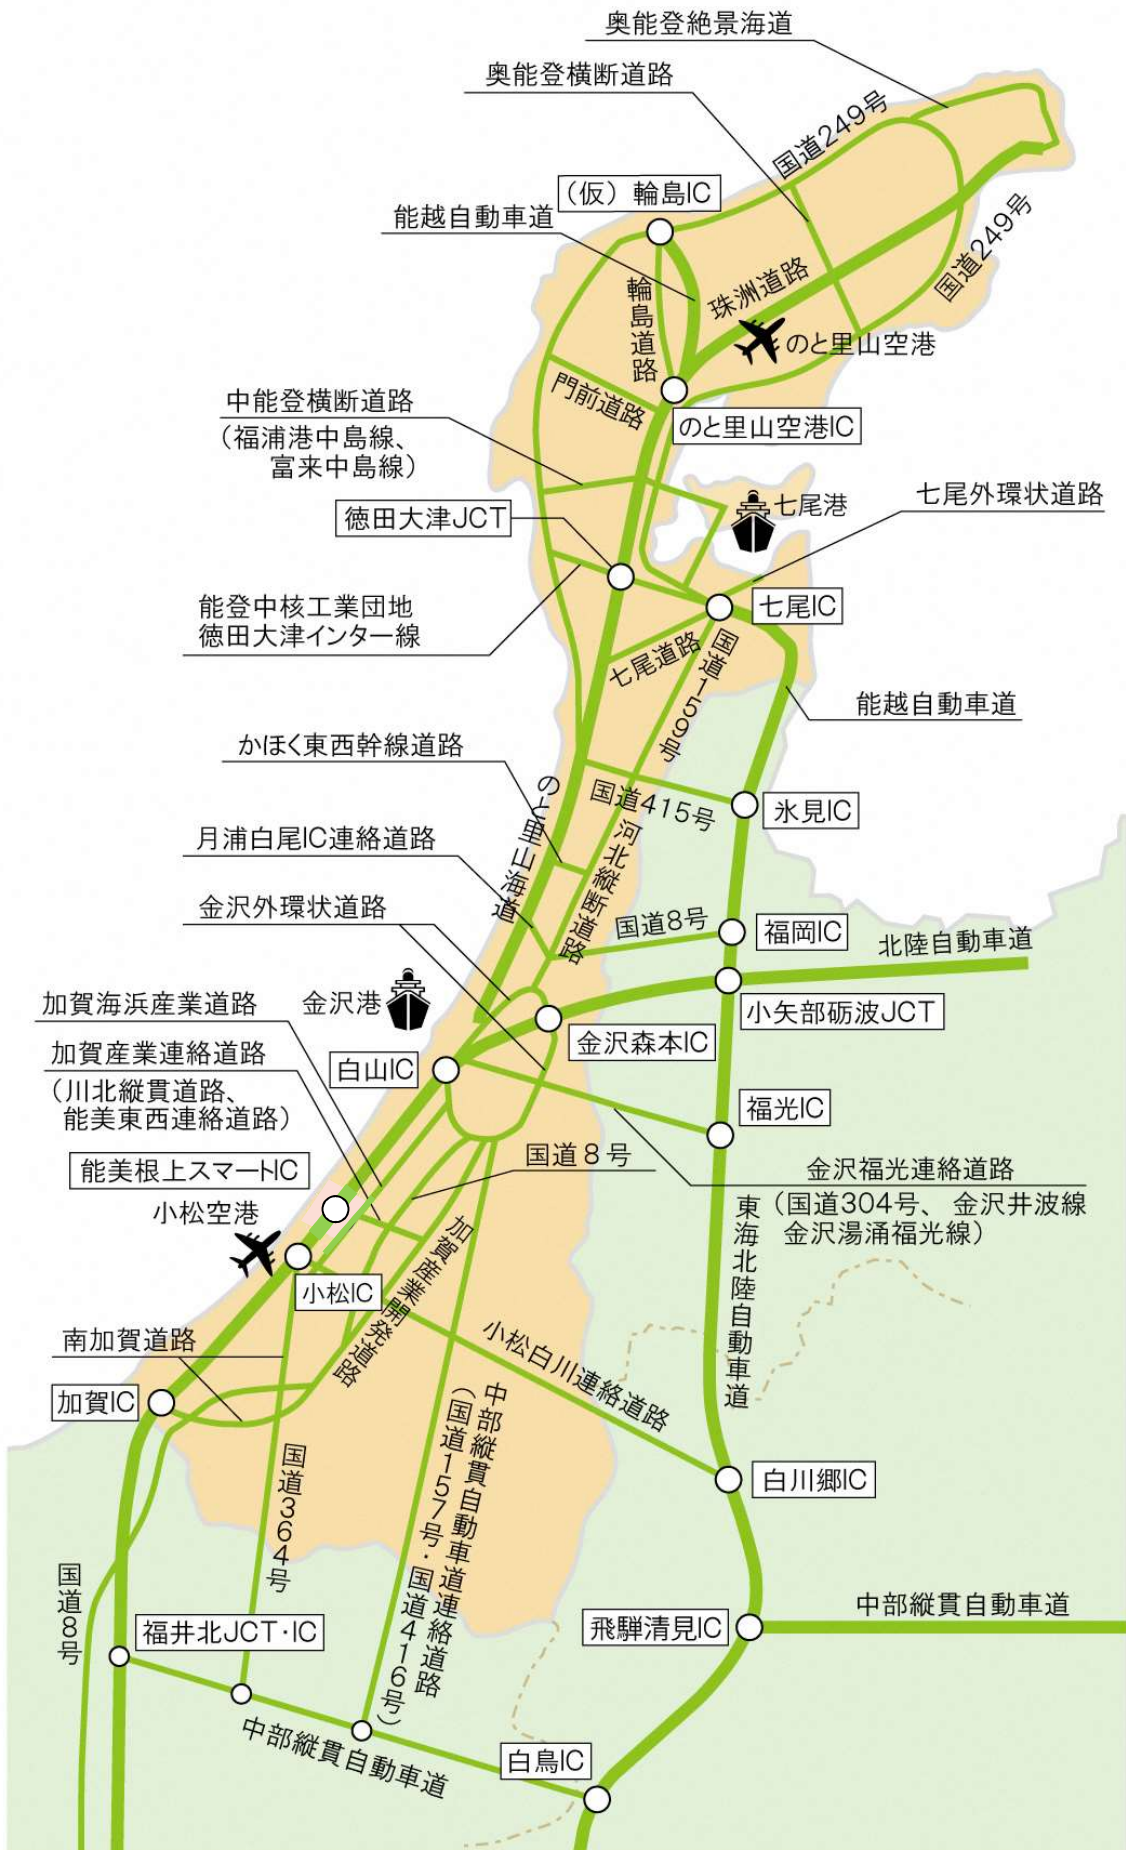 奥能登絶景海道
奥能登横断道路
国道249号
(仮)輪島IC
能越自動車道
国道249号
輪島道路
珠洲道路
のと里山空港
門前道路
中能登横断道路
(福浦港中島線、
富来中島線)
のと里山空港IC
七尾港
七尾外環状道路
徳田大津JCT
能登中核工業団地
徳田大津インター線
七尾IC
七尾道路
国道159号
能越自動車道
かほく東西幹線道路
のと里山海道
国道415号
氷見IC
月浦白尾IC連絡道路
河北縦断道路
金沢外環状道路
国道8号
福岡IC
北陸自動車道
加賀海浜産業道路
金沢港
小矢部砺波JCT
金沢森本IC
加賀産業連絡道路
(川北縦貫道路、
能美東西連絡道路)
白山IC
福光IC
能美根上スマートIC
国道8号
金沢福光連絡道路
(国道304号、金沢井波線
金沢湯涌福光線)
小松空港
加賀産業開発道路
東海北陸自動車道
小松IC
南加賀道路
小松白川連絡道路
加賀IC
中部縦貫自動車道連絡道路
(国道157号・国道416号)
国道364号
白川郷IC
国道8号
福井北JCT・IC
飛騨清見IC
中部縦貫自動車道
中部縦貫自動車道
白鳥IC